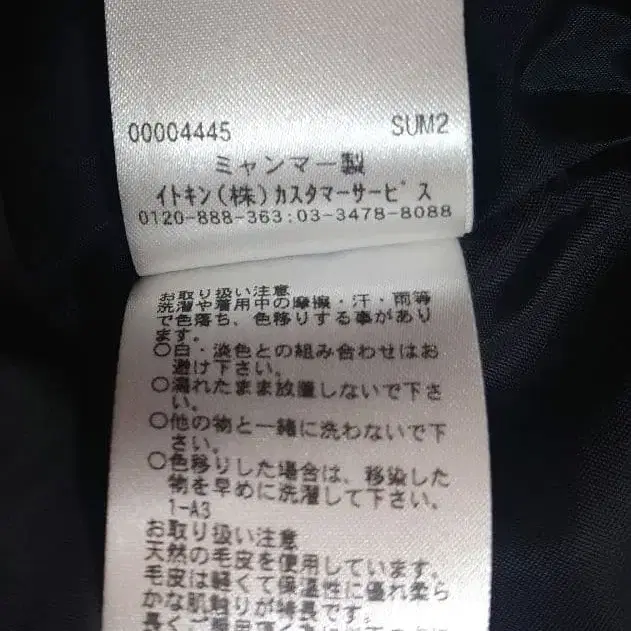 00004445 SUM2
ミャンマー製
イトキン(株)カスタマーサービス
0120-888-363:03-3478-8088
お取り扱い注意
洗濯や着用中の摩擦・汗・雨等
で色落ち、色移りする事があり
ます。
○白・淡色との組み合わせはお
避け下さい。
○濡れたまま放置しないで下さ
い。
○他の物と一緒に洗わないで下
さい。
○色移りした場合は、移染した
物を早めに洗濯して下さい。
1-A3
お取り扱い注意
天然の毛皮を使用しています。
毛皮は軽くて保温性に優れ柔ら
かな肌触りが特長です。
長くご